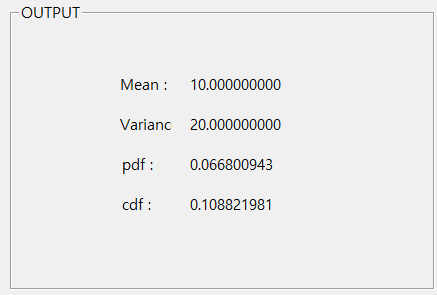 OUTPUT
Mean : 10.000000000
Varianc 20.000000000
pdf : 0.066800943
cdf : 0.108821981